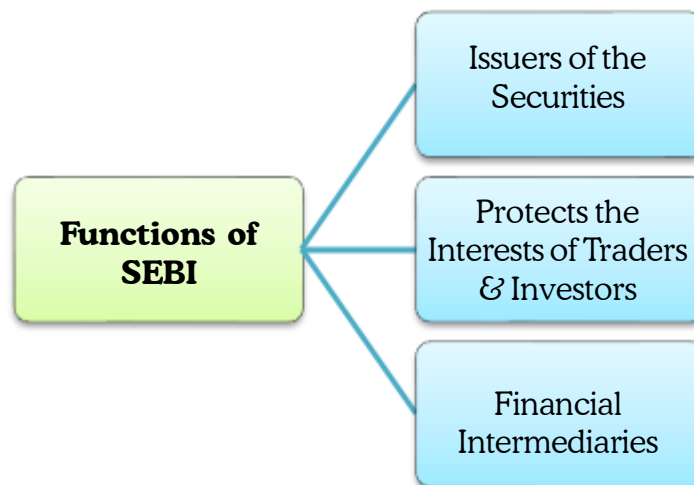 Functions of
SEBI
Issuers of the
Securities
Protects the
Interests of Traders
& Investors
Financial
Intermediaries